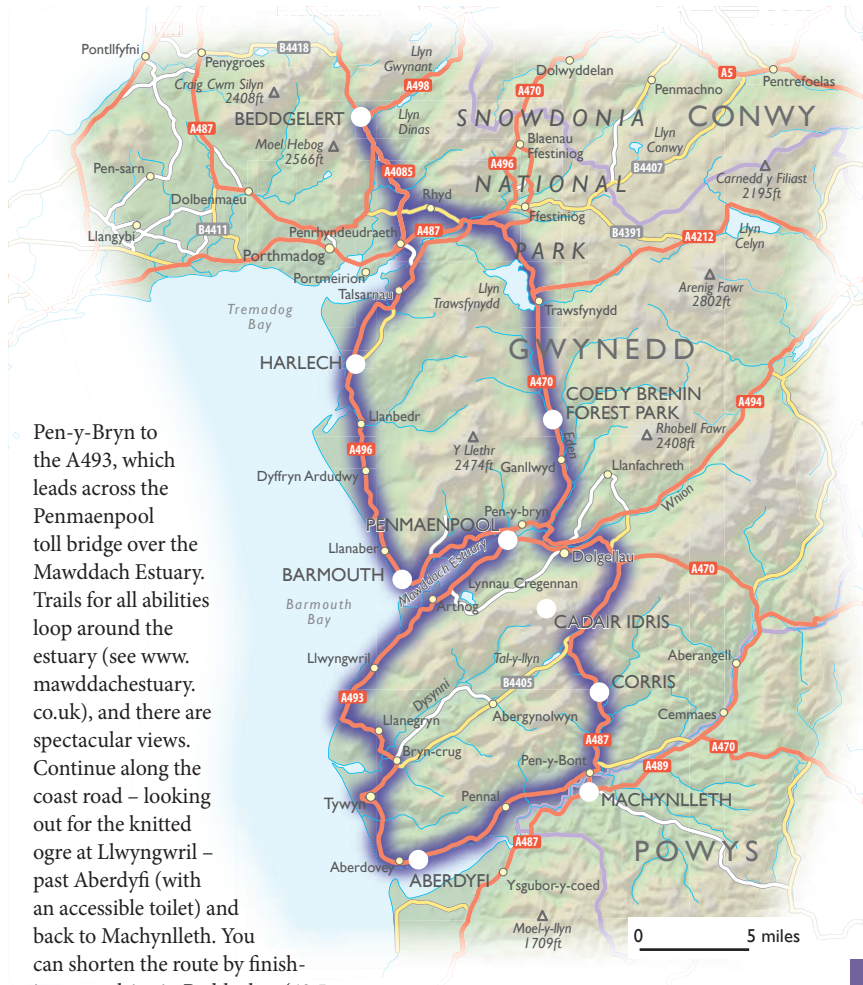 Pontllyfni
Penygroes
B4418
Llyn
Gwynant
Craig Cwm Silyn
2408ft
A498
A470
Dolwyddelan
A5
Pentrefoelas
Penmachno
BEDDGELERT
Llyn
Dinas
SNOWDONIA
CONWY
A487
Moel Hebog
2566ft
Blaenau
Ffestiniog
Llyn
Conwy
A496
B4407
Pen-sarn
A4085
NATIONAL
Carnedd y Filiast
2195ft
Dolbenmaeu
Rhyd
Ffestiniog
Llangybi
B4411
Penrhyndeudraeth
A487
B4391
A4212
Llyn
Celyn
Porthmadog
PARK
Portmeirion
Talsarnau
Llyn
Trawsfynydd
Arenig Fawr
2802ft
Tremadog
Bay
Trawsfynydd
GWYNEDD
HARLECH
A470
COEDY BRENIN
FOREST PARK
A494
Llanbedr
Eden
Rhobell Fawr
2408ft
A496
Y Llethr
2474ft
Ganllwyd
Llanfachreth
Dyffryn Ardudwy
Wnion
Pen-y-bryn
PENMAENPOOL
Llanaber
Dolgellau
Mawddach Estuary
A470
BARMOUTH
Lynnau Cregennan
Arthog
Barmouth
Bay
CADAIR IDRIS
Llwyngwril
Tal-y-llyn
Aberangell
B4405
CORRIS
A493
Dysynni
Abergynolwyn
Cemmaes
Llanegryn
A487
A470
Bryn-crug
Pen-y-Bont
A489
Tywyn
Pennal
MACHYNLLETH
A487
POWYS
Aberdovey
ABERDYFI
Ysgubor-y-coed
Moel-y-llyn
1709ft
0 5 miles
Pen-y-Bryn to
the A493, which
leads across the
Penmaenpool
toll bridge over the
Mawddach Estuary.
Trails for all abilities
loop around the
estuary (see www.
mawddachestuary.
co.uk), and there are
spectacular views.
Continue along the
coast road – looking
out for the knitted
ogre at Llwyngwril –
past Aberdyfi (with
an accessible toilet) and
back to Machynlleth. You
can shorten the route by finish-